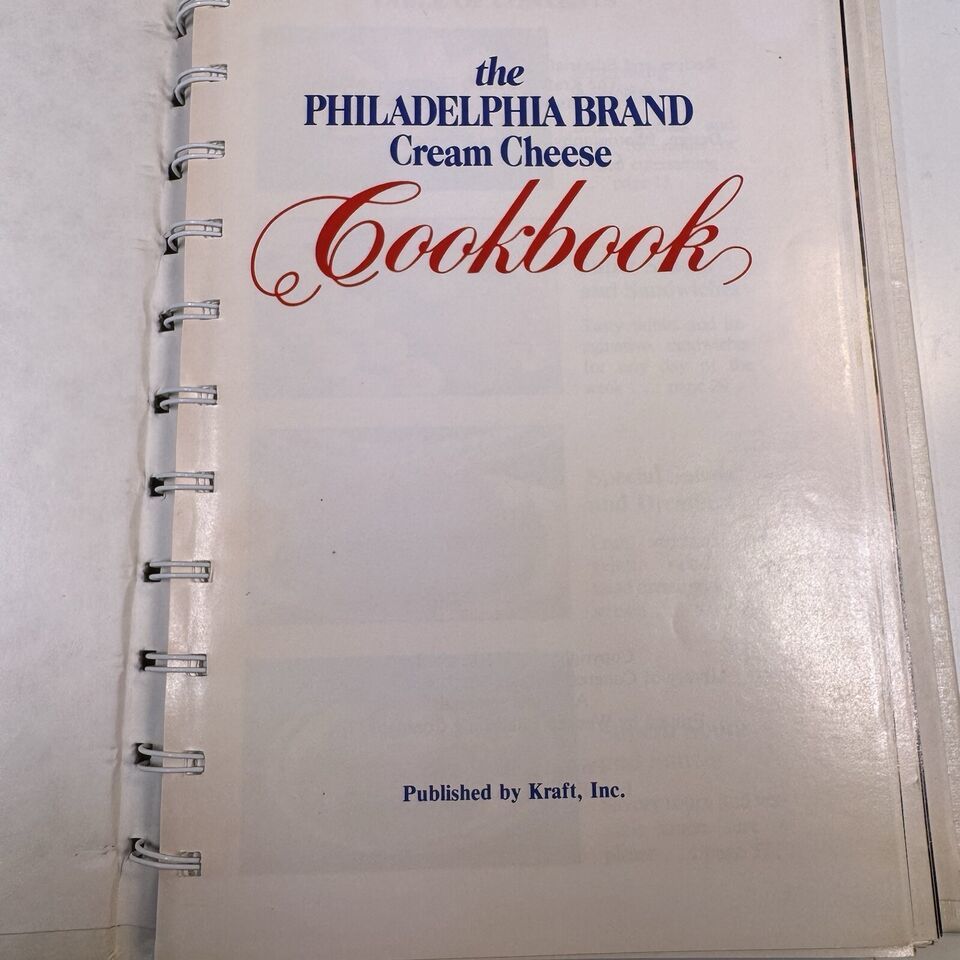 the
PHILADELPHIA BRAND
Cream Cheese
Cookbook
Published by Kraft, Inc.